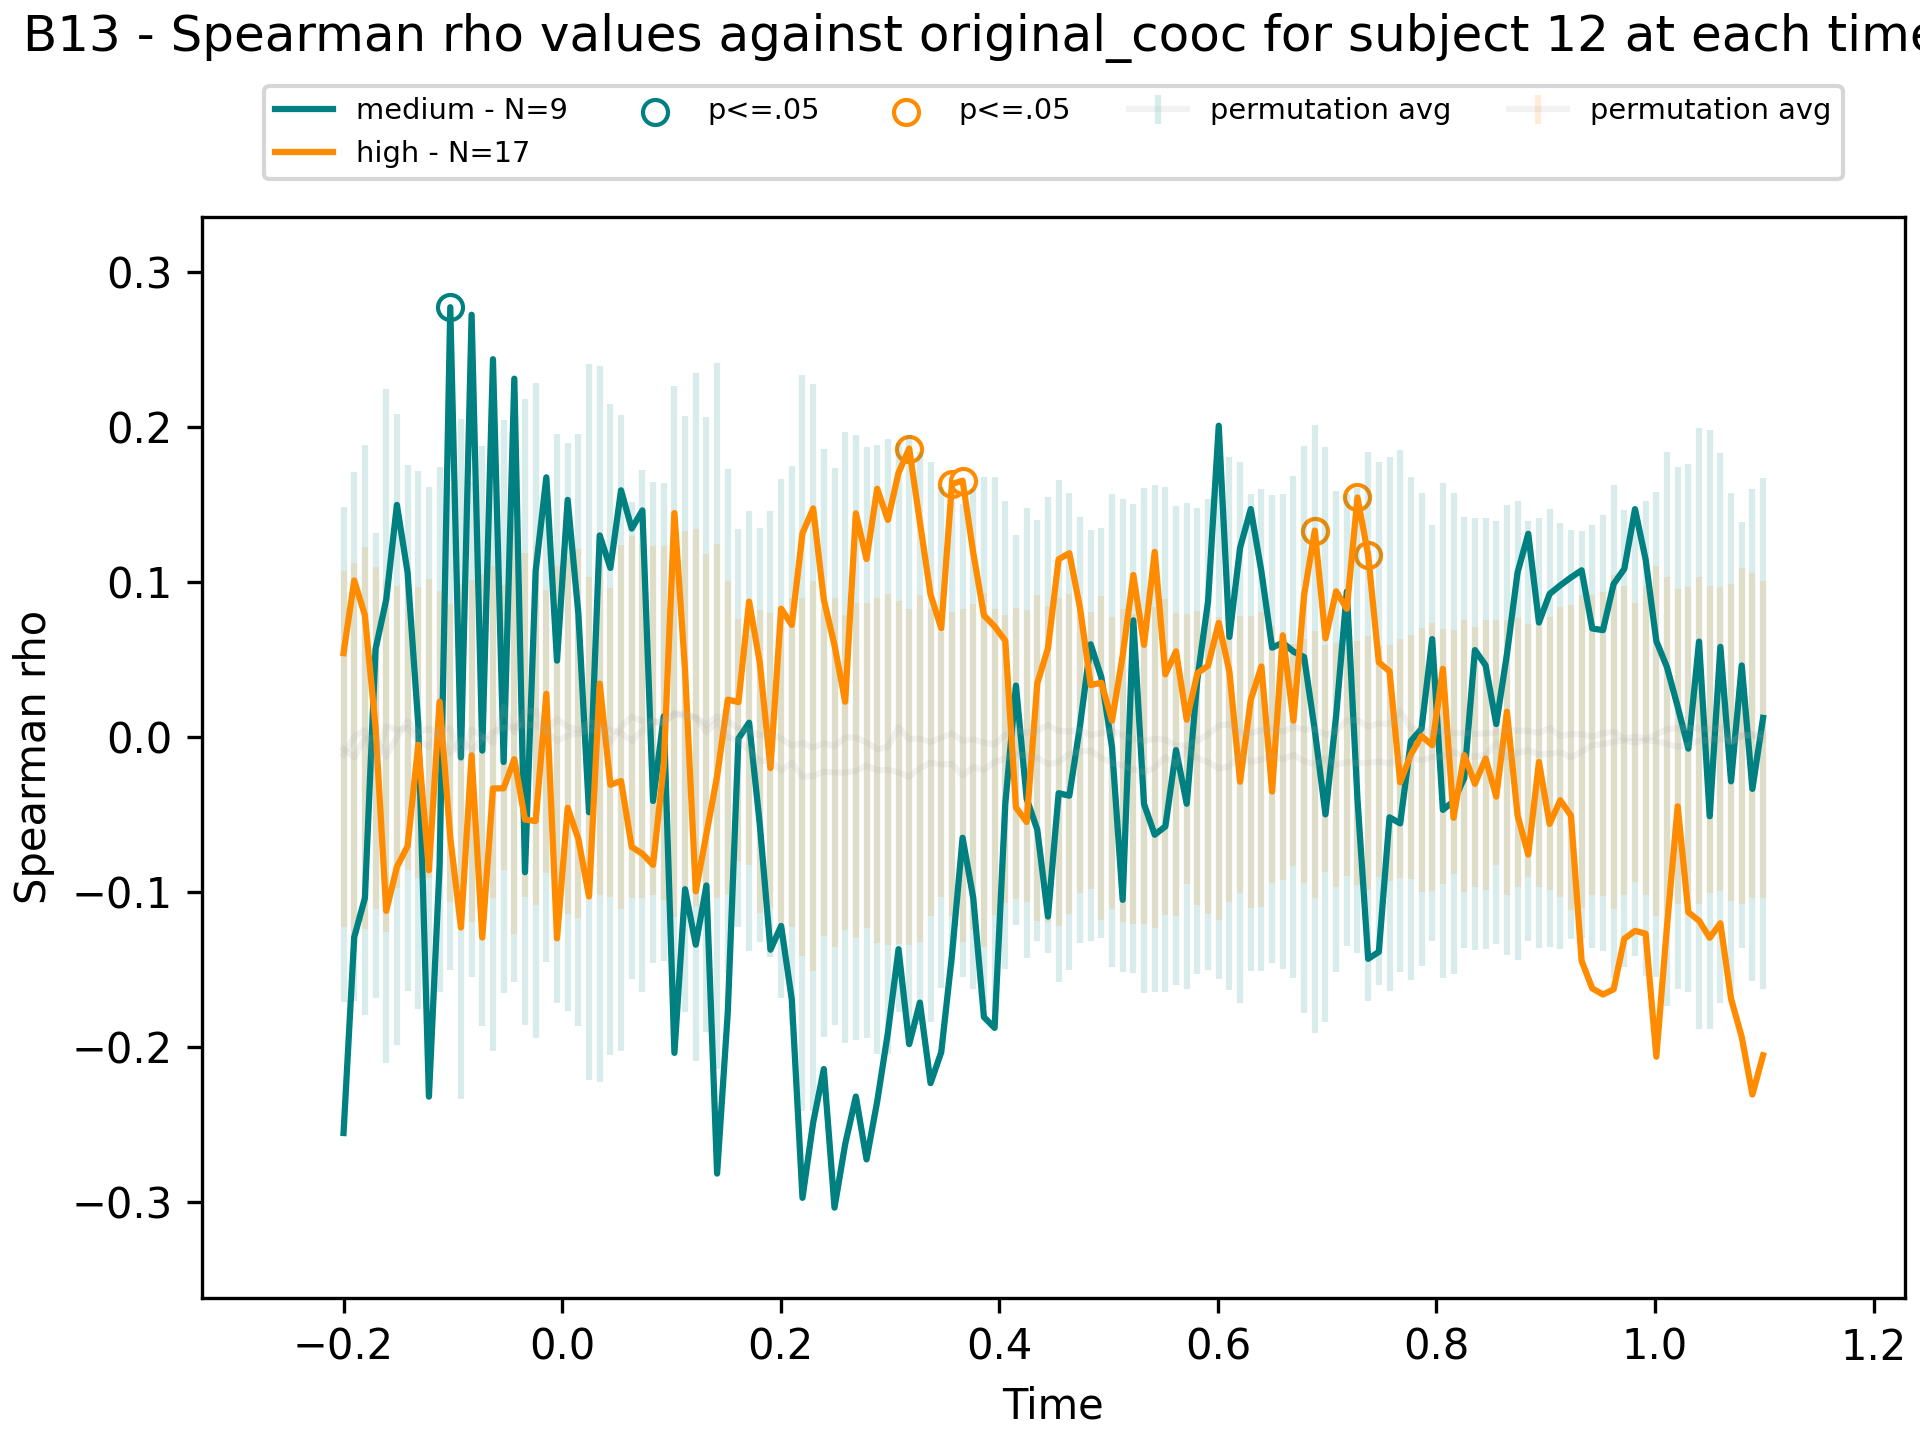 B13 - Spearman rho values against original_cooc for subject 12 at each time
medium - N=9
high - N=17
p<=.05
p<=.05
permutation avg
permutation avg
Spearman rho
0.3
0.2
0.1
0.0
−0.1
−0.2
−0.3
−0.2
0.0
0.2
0.4
0.6
0.8
1.0
1.2
Time